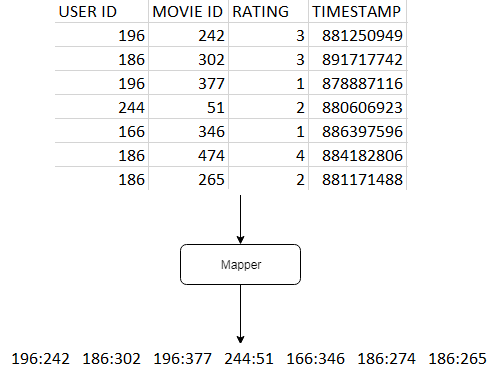 USER ID MOVIE ID RATING TIMESTAMP
196 242 3 881250949
186 302 3 891717742
196 377 1 878887116
244 51 2 880606923
166 346 1 886397596
186 474 4 884182806
186 265 2 881171488
Mapper
196:242 186:302 196:377 244:51 166:346 186:274 186:265